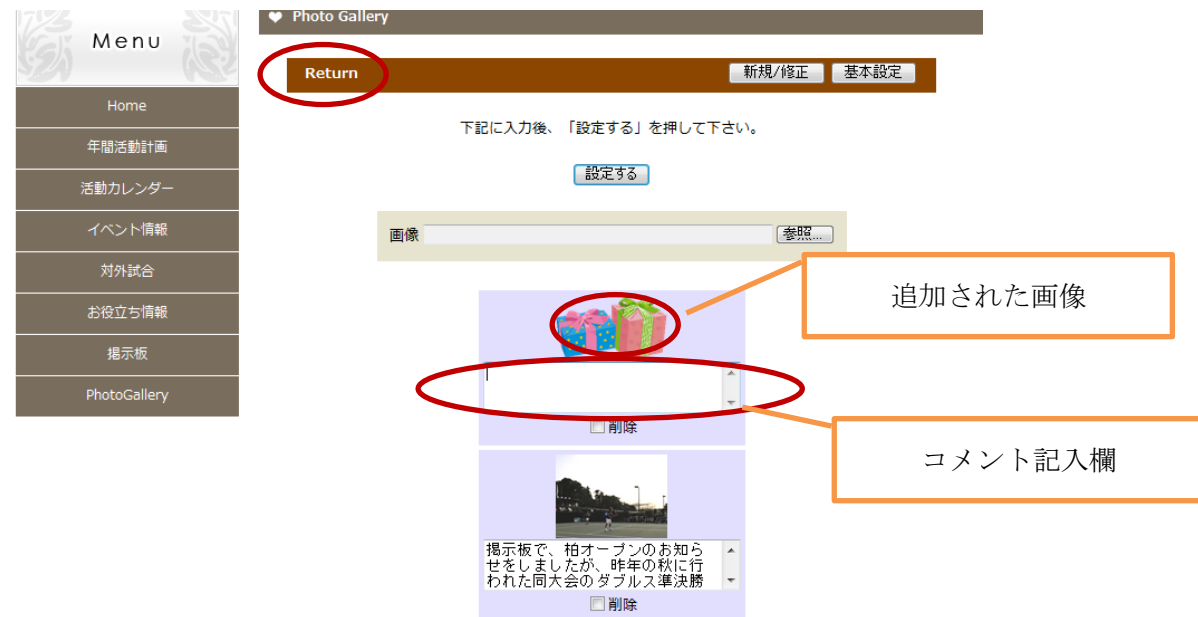 Menu
Home
年間活動計画
活動カレンダー
イベント情報
対外試合
お役立ち情報
掲示板
PhotoGallery
Photo Gallery
Return
新規/修正
基本設定
下記に入力後、「設定する」を押して下さい。
設定する
画像
参照...
追加された画像
削除
コメント記入欄
掲示板で、柏オープンのお知ら
せをしましたが、昨年の秋に行
われた同大会のダブルス準決勝
削除